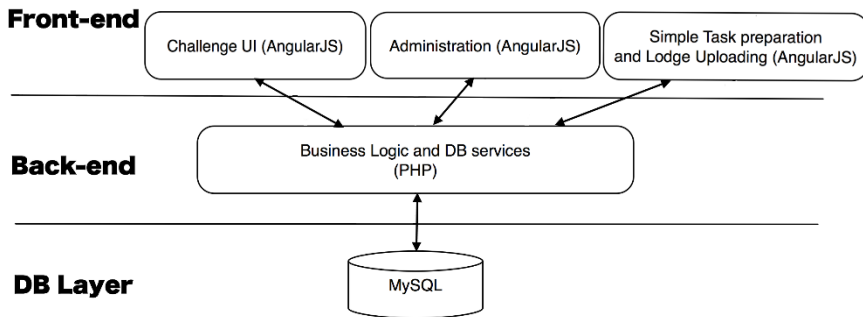 Front-end
Challenge UI (AngularJS)
Administration (AngularJS)
Simple Task preparation
and Lodge Uploading (AngularJS)
Back-end
Business Logic and DB services
(PHP)
DB Layer
MySQL